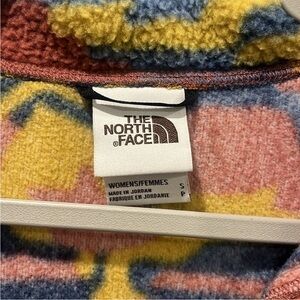 THE
NORTH
FACE
WOMENS/FEMMES S
MADE IN JORDAN P
FABRIQUE EN JORDANIE